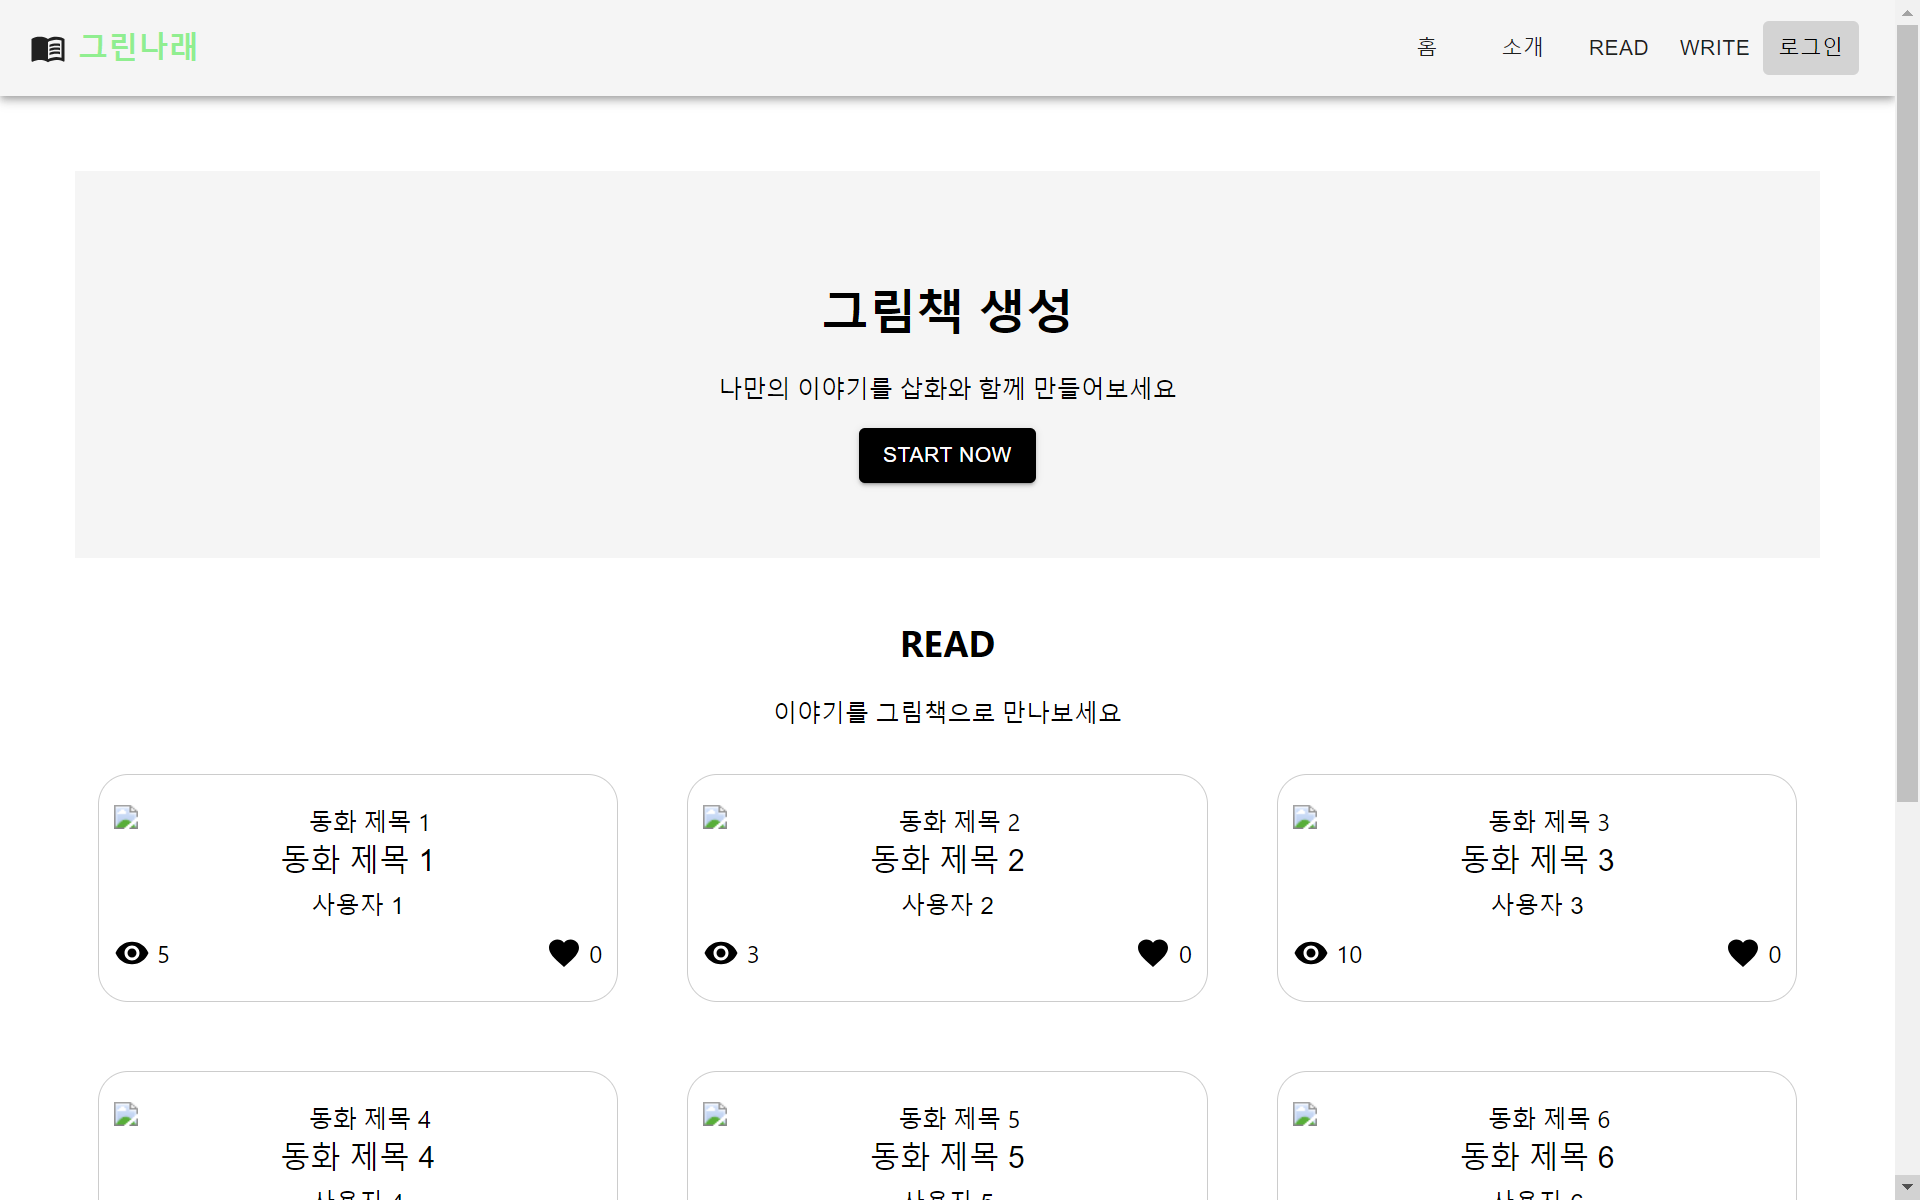 그린나래
홈 소개 READ WRITE 로그인
그림책 생성
나만의 이야기를 삽화와 함께 만들어보세요
START NOW
READ
이야기를 그림책으로 만나보세요
동화 제목 1
동화 제목 1
사용자 1
5 0
동화 제목 2
동화 제목 2
사용자 2
3 0
동화 제목 3
동화 제목 3
사용자 3
10 0
동화 제목 4
동화 제목 4
동화 제목 5
동화 제목 5
동화 제목 6
동화 제목 6